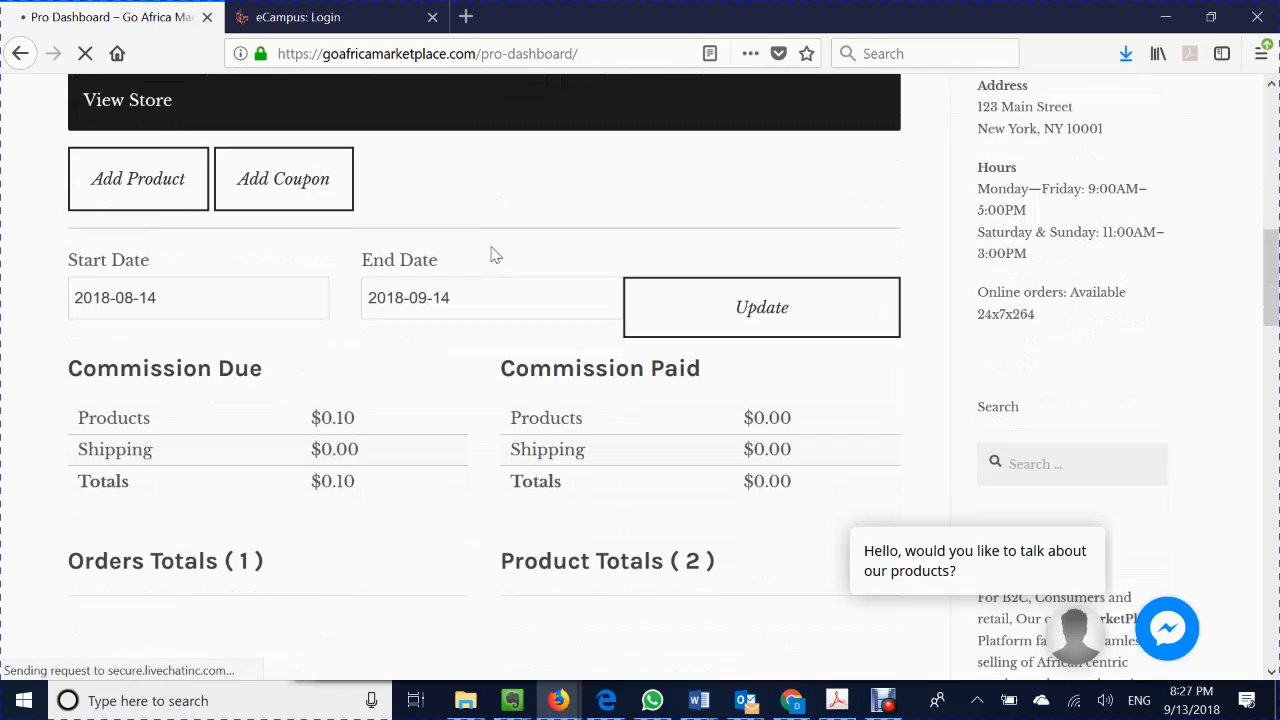 Pro Dashboard – Go Africa Ma
eCampus: Login
https://goafricamarketplace.com/pro-dashboard/
Search
View Store
Add Product
Add Coupon
Start Date
End Date
2018-08-14
2018-09-14
Update
Commission Due
Products $0.10
Shipping $0.00
Totals $0.10
Commission Paid
Products $0.00
Shipping $0.00
Totals $0.00
Orders Totals ( 1 )
Product Totals ( 2 )
Address
123 Main Street
New York, NY 10001
Hours
Monday—Friday: 9:00AM–
5:00PM
Saturday & Sunday: 11:00AM–
3:00PM
Online orders: Available
24x7x264
Search
Search ...
Hello, would you like to talk about
our products?
For B2C, Consumers and
retail, Our
Platform
selling of African centric
Sending request to secure.livechatinc.com...
Type here to search
ENG
8:27 PM
9/13/2018